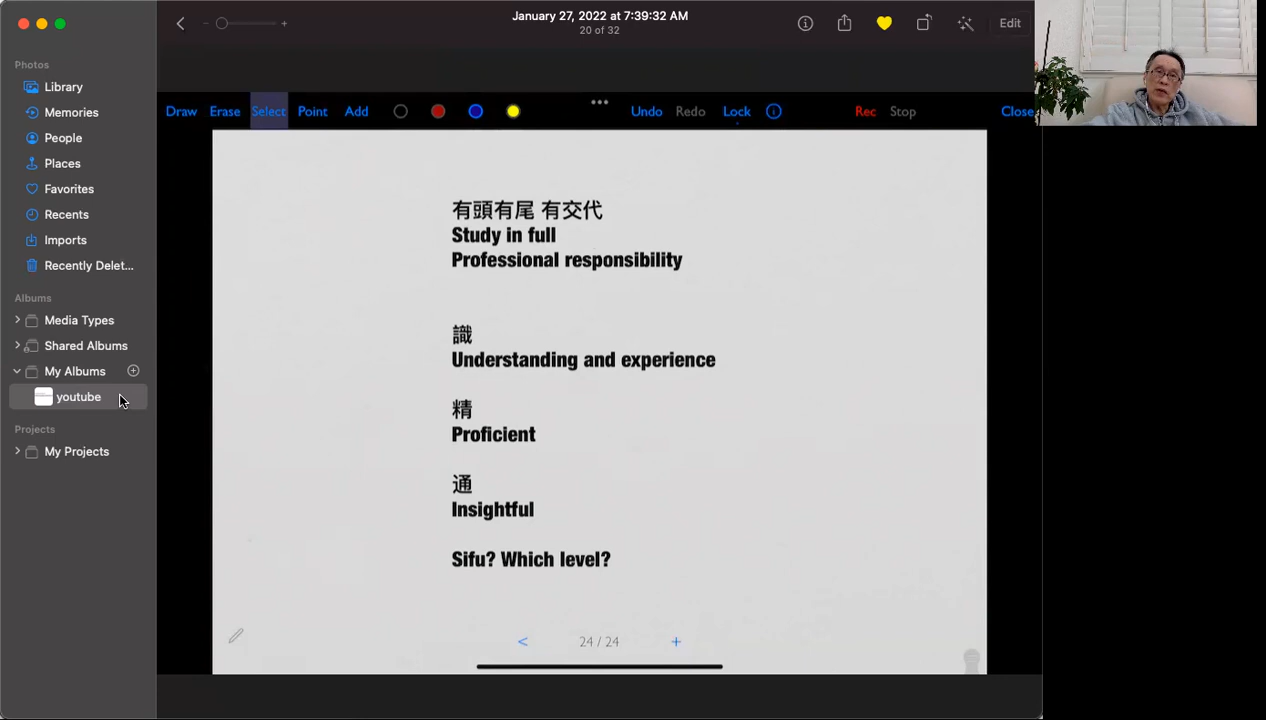 January 27, 2022 at 7:39:32 AM
20 of 32
Edit
Photos
Library
Memories
People
Places
Favorites
Recents
Imports
Recently Delet...
Albums
Media Types
Shared Albums
My Albums
youtube
Projects
My Projects
Draw Erase Select Point Add Undo Redo Lock Rec Stop Close
有頭有尾 有交代
Study in full
Professional responsibility
識
Understanding and experience
精
Proficient
通
Insightful
Sifu? Which level?
< 24 / 24 +